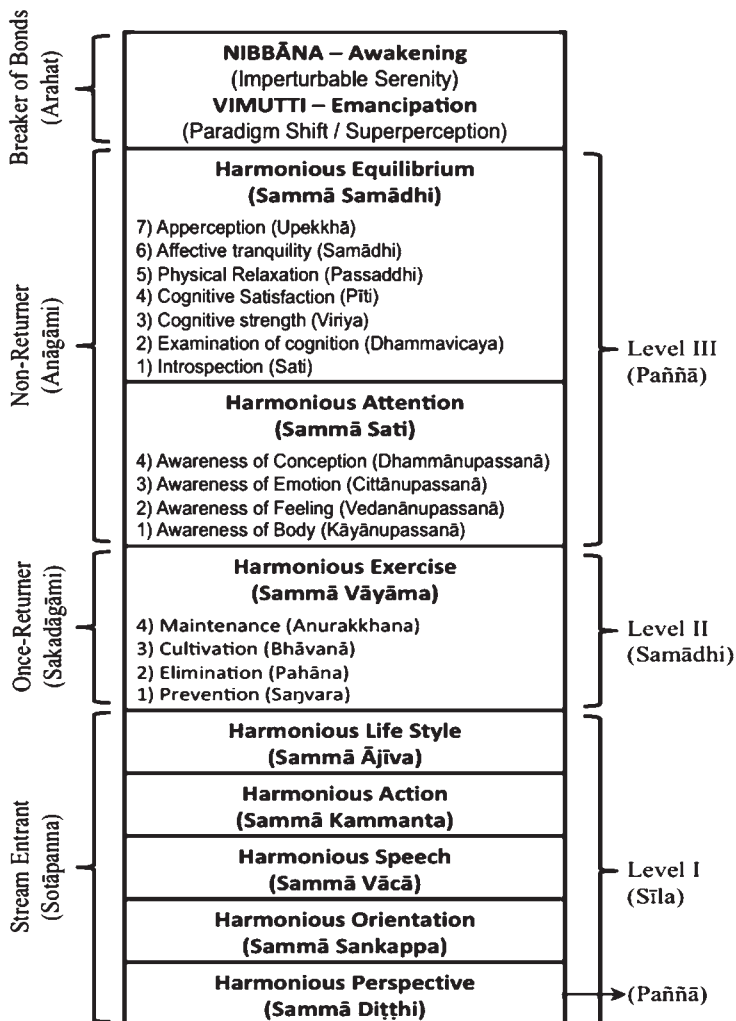 Breaker of Bonds
(Arahat)
NIBBĀNA – Awakening
(Imperturbable Serenity)
VIMUTTI – Emancipation
(Paradigm Shift / Superperception)
Non-Returner
(Anāgāmi)
Harmonious Equilibrium
(Sammā Samādhi)
7) Apperception (Upekkhā)
6) Affective tranquility (Samādhi)
5) Physical Relaxation (Passaddhi)
4) Cognitive Satisfaction (Pīti)
3) Cognitive strength (Viriya)
2) Examination of cognition (Dhammavicaya)
1) Introspection (Sati)
Harmonious Attention
(Sammā Sati)
4) Awareness of Conception (Dhammānupassanā)
3) Awareness of Emotion (Cittānupassanā)
2) Awareness of Feeling (Vedanānupassanā)
1) Awareness of Body (Kāyānupassanā)
Level III
(Paññā)
Once-Returner
(Sakadāgāmi)
Harmonious Exercise
(Sammā Vāyāma)
4) Maintenance (Anurakkhana)
3) Cultivation (Bhāvanā)
2) Elimination (Pahāna)
1) Prevention (Saŋvara)
Level II
(Samādhi)
Stream Entrant
(Sotāpanna)
Harmonious Life Style
(Sammā Ājīva)
Harmonious Action
(Sammā Kammanta)
Harmonious Speech
(Sammā Vācā)
Harmonious Orientation
(Sammā Sankappa)
Harmonious Perspective
(Sammā Diṭṭhi)
Level I
(Sīla)
(Paññā)